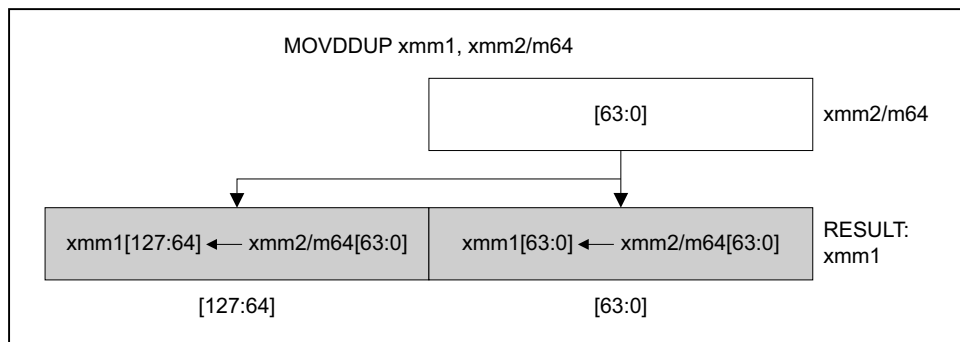 MOVDDUP xmm1, xmm2/m64
[63:0]
xmm2/m64
xmm1[127:64] ← xmm2/m64[63:0]
xmm1[63:0] ← xmm2/m64[63:0]
RESULT:
xmm1
[127:64]
[63:0]